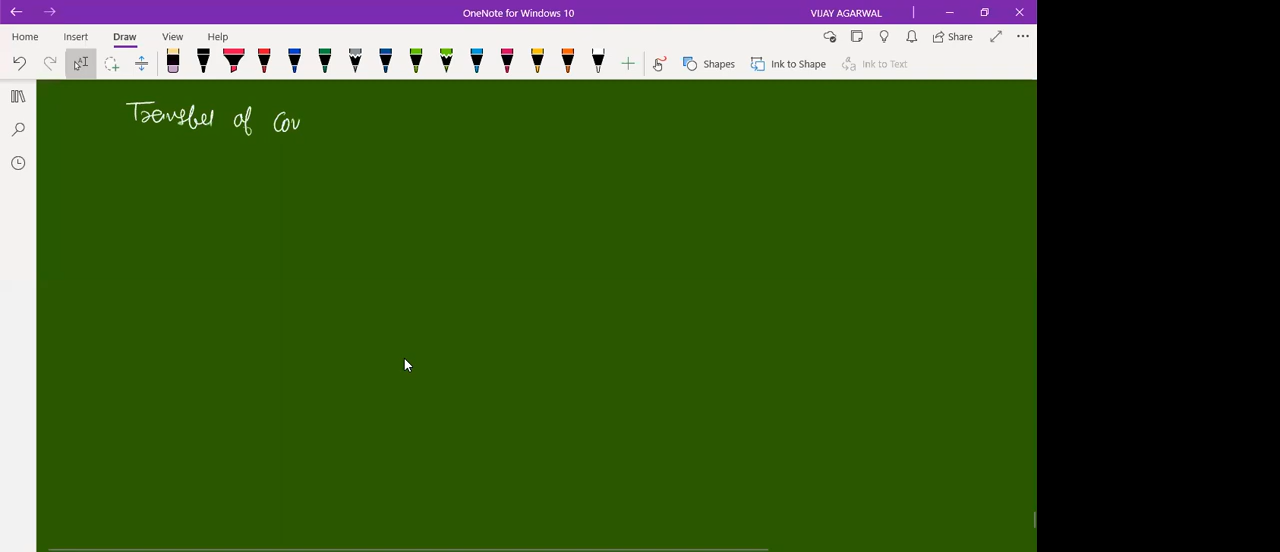 OneNote for Windows 10
VIJAY AGARWAL
Home Insert Draw View Help
Share
Shapes Ink to Shape Ink to Text
Transfer of Cov